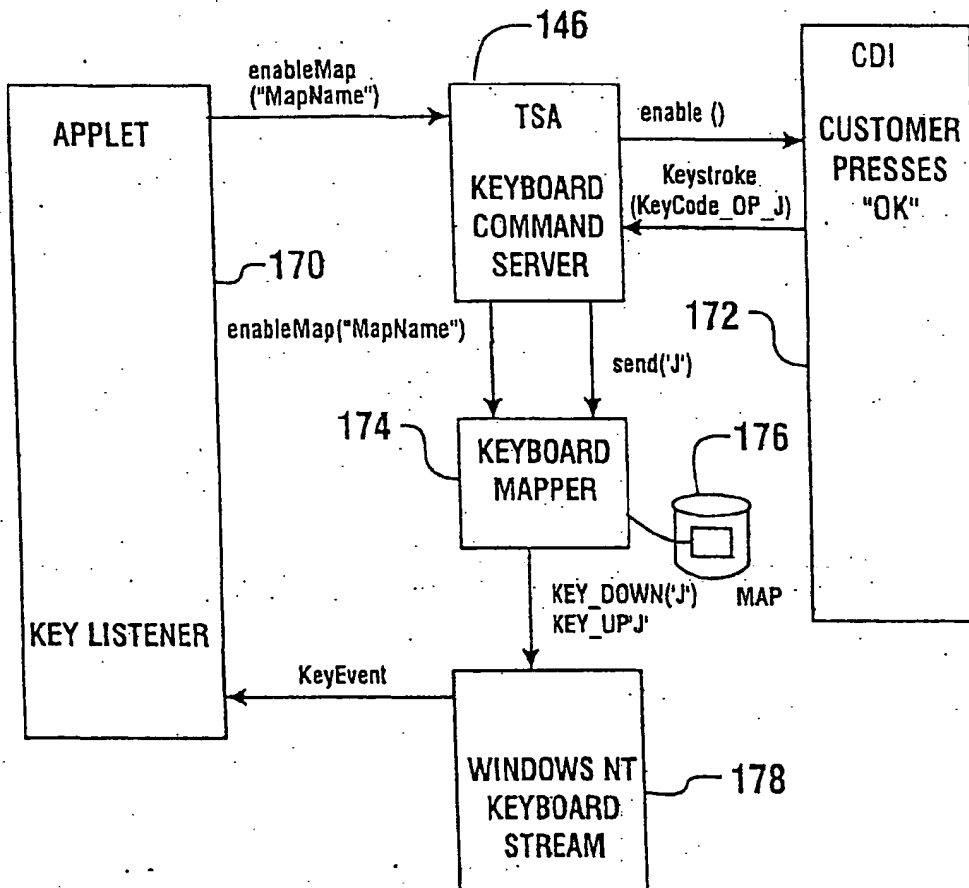 146
enableMap
("MapName")
APPLET
TSA
KEYBOARD
COMMAND
SERVER
enable ()
Keystroke
(KeyCode_OP_J)
CDI
CUSTOMER
PRESSES
"OK"
170
enableMap("MapName")
send('J')
172
174
KEYBOARD
MAPPER
176
MAP
KEY_DOWN('J')
KEY_UP'J'
KEY LISTENER
KeyEvent
WINDOWS NT
KEYBOARD
STREAM
178